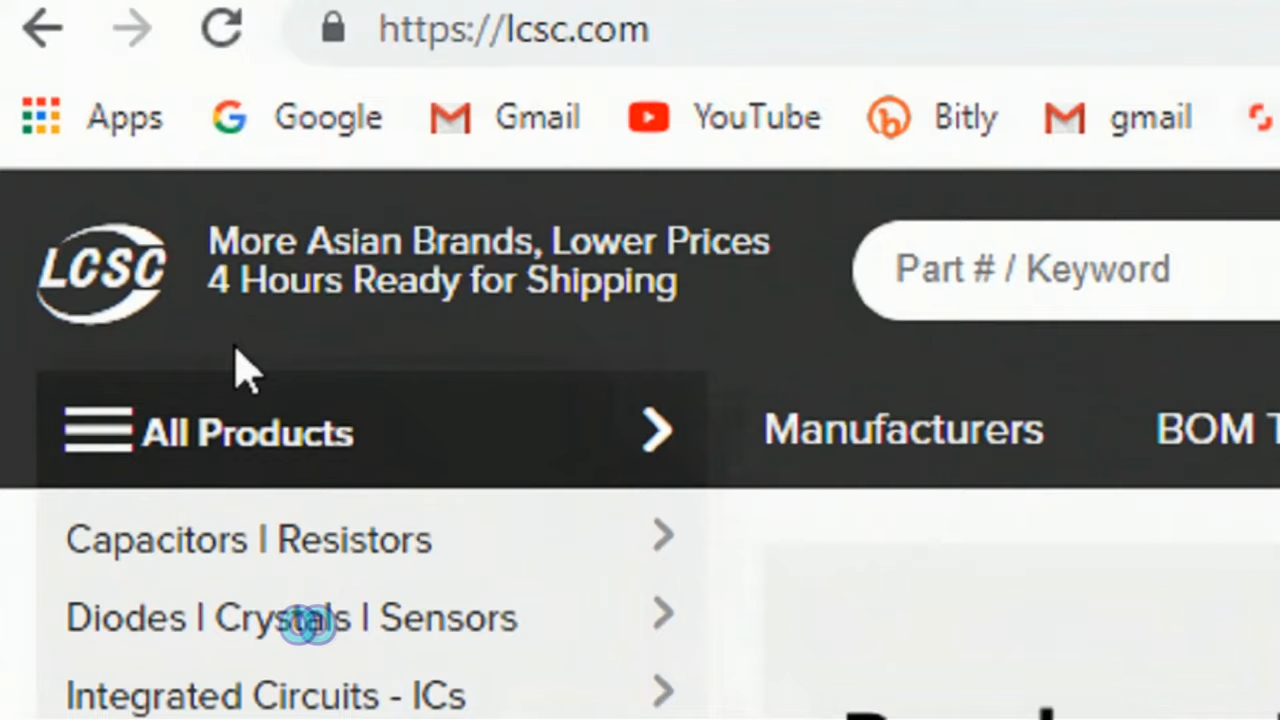 https://lcsc.com
Apps Google Gmail YouTube Bitly gmail
LCSC
More Asian Brands, Lower Prices
4 Hours Ready for Shipping
Part # / Keyword
All Products
Manufacturers
BOM
Capacitors | Resistors
Diodes | Crystals | Sensors
Integrated Circuits - ICs